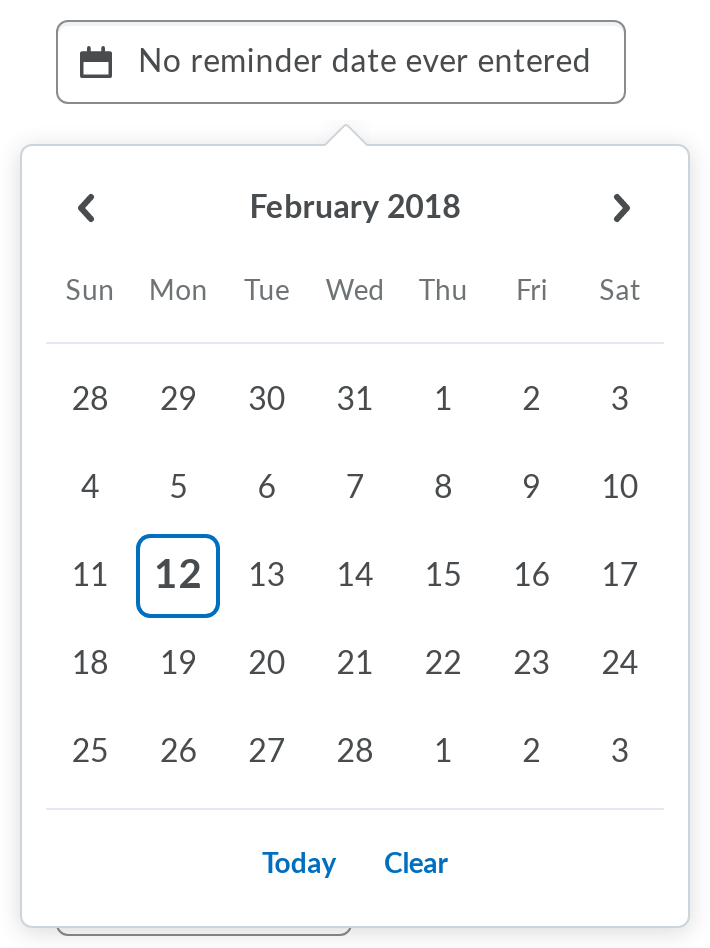 No reminder date ever entered
February 2018
Sun Mon Tue Wed Thu Fri Sat
28 29 30 31 1 2 3
4 5 6 7 8 9 10
11 12 13 14 15 16 17
18 19 20 21 22 23 24
25 26 27 28 1 2 3
Today Clear